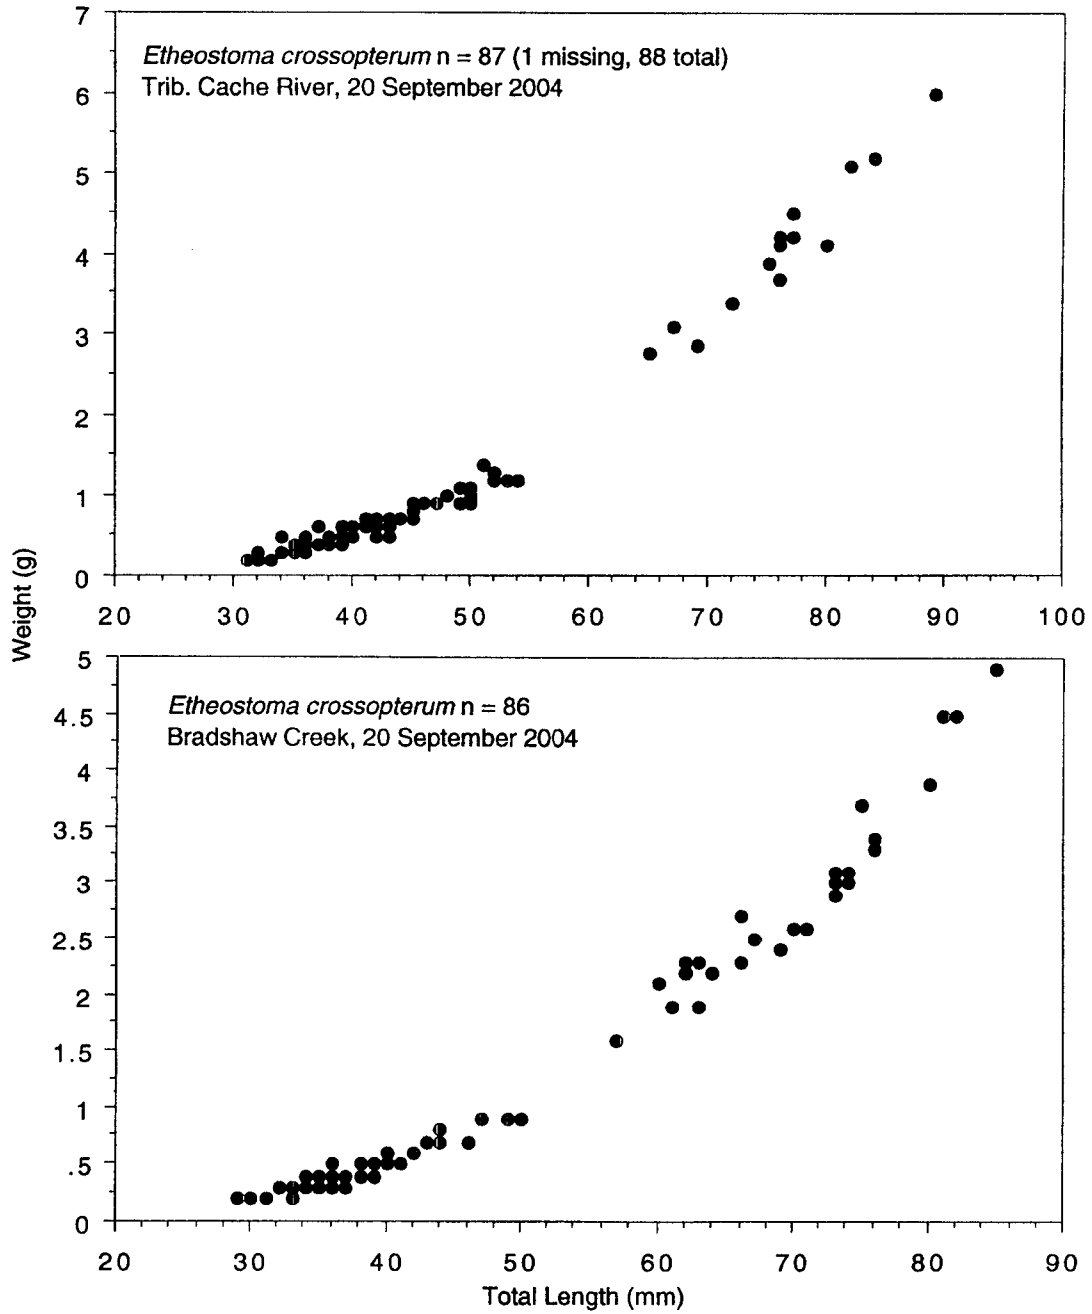 7
6
5
4
3
2
1
0
Etheostoma crossopterum n = 87 (1 missing, 88 total)
Trib. Cache River, 20 September 2004
20 30 40 50 60 70 80 90 100
Weight (g)
5
4.5
4
3.5
3
2.5
2
1.5
1
.5
0
Etheostoma crossopterum n = 86
Bradshaw Creek, 20 September 2004
20 30 40 50 60 70 80 90
Total Length (mm)